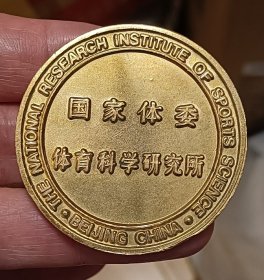 THE NATIONAL RESEARCH INSTITUTE OF SPORTS SCIENCE
国家体委
体育科学研究所
BEIJING CHINA